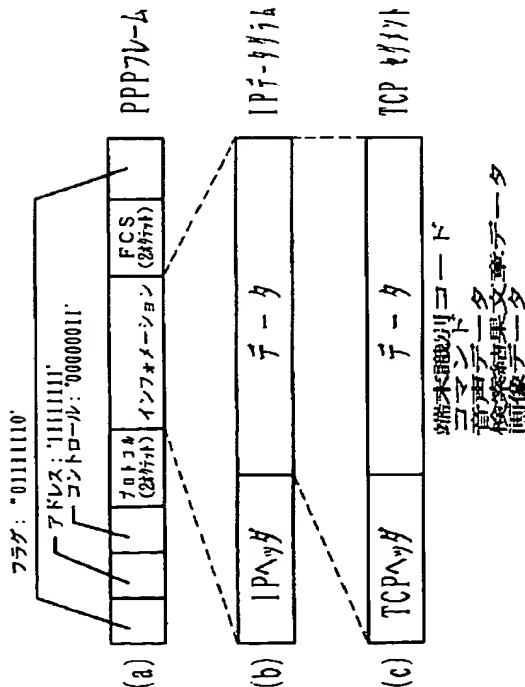 フラグ: "01111110'
アドレス: '11111111'
コントロール: '00000011'
(a)
プロトコル
(2オクテット)
インフォメーション
FCS
(2オクテット)
PPPフレーム
(b)
IPヘッダ
データ
IPデータグラム
(c)
TCPヘッダ
データ
TCP セグメント
端末識別コード
コマンド
音声データ
検索結果文章データ
画像データ